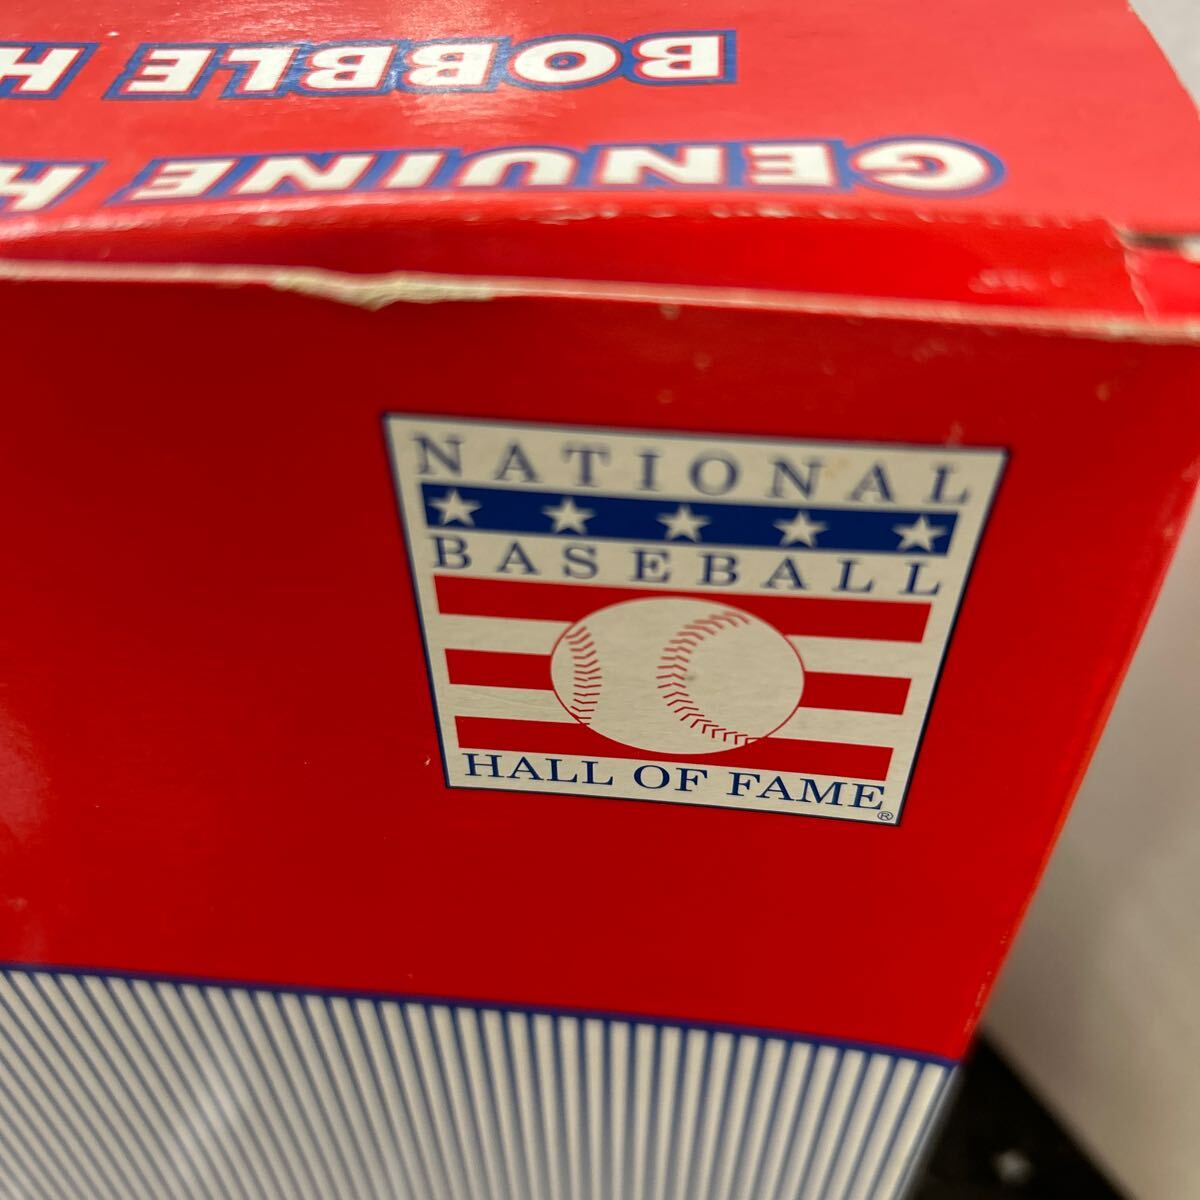 GENUINE H
BOBBLE H
NATIONAL
BASEBALL
HALL OF FAME
®